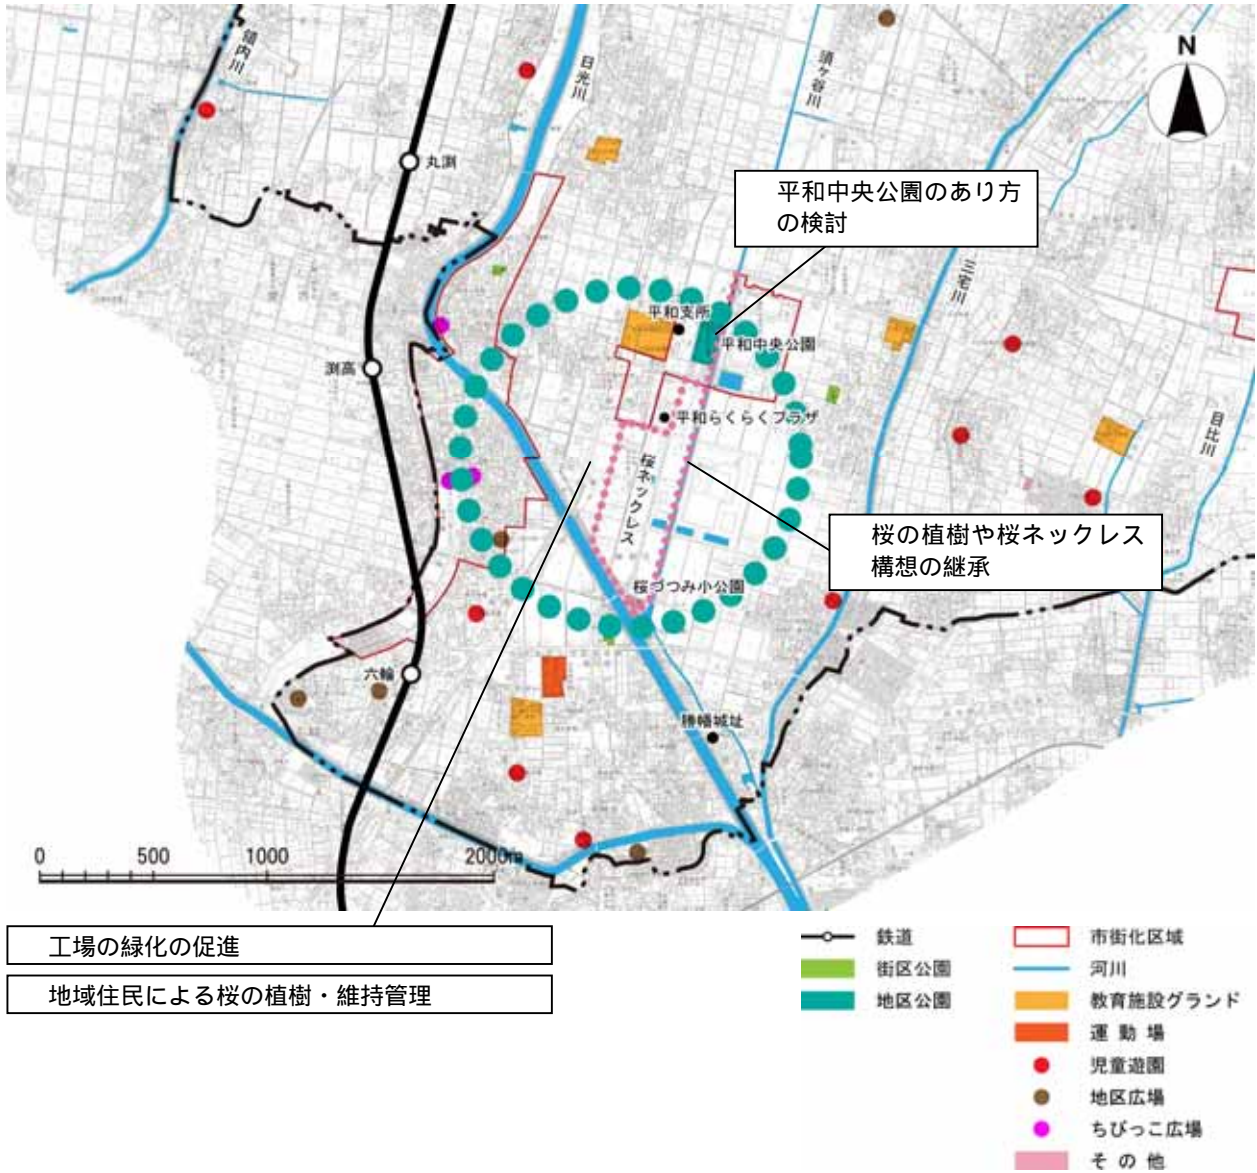 領内川
日光川
須ヶ谷川
N
丸渕
平和中央公園のあり方
の検討
三宅川
平和支所
平和中央公園
渕高
平和らくらくプラザ
目比川
桜ネックレス
桜の植樹や桜ネックレス
構想の継承
桜づつみ小公園
六輪
勝幡城址
0 500 1000 2000m
工場の緑化の促進
地域住民による桜の植樹・維持管理
鉄道
街区公園
地区公園
市街化区域
河川
教育施設グランド
運動場
児童遊園
地区広場
ちびっこ広場
その他